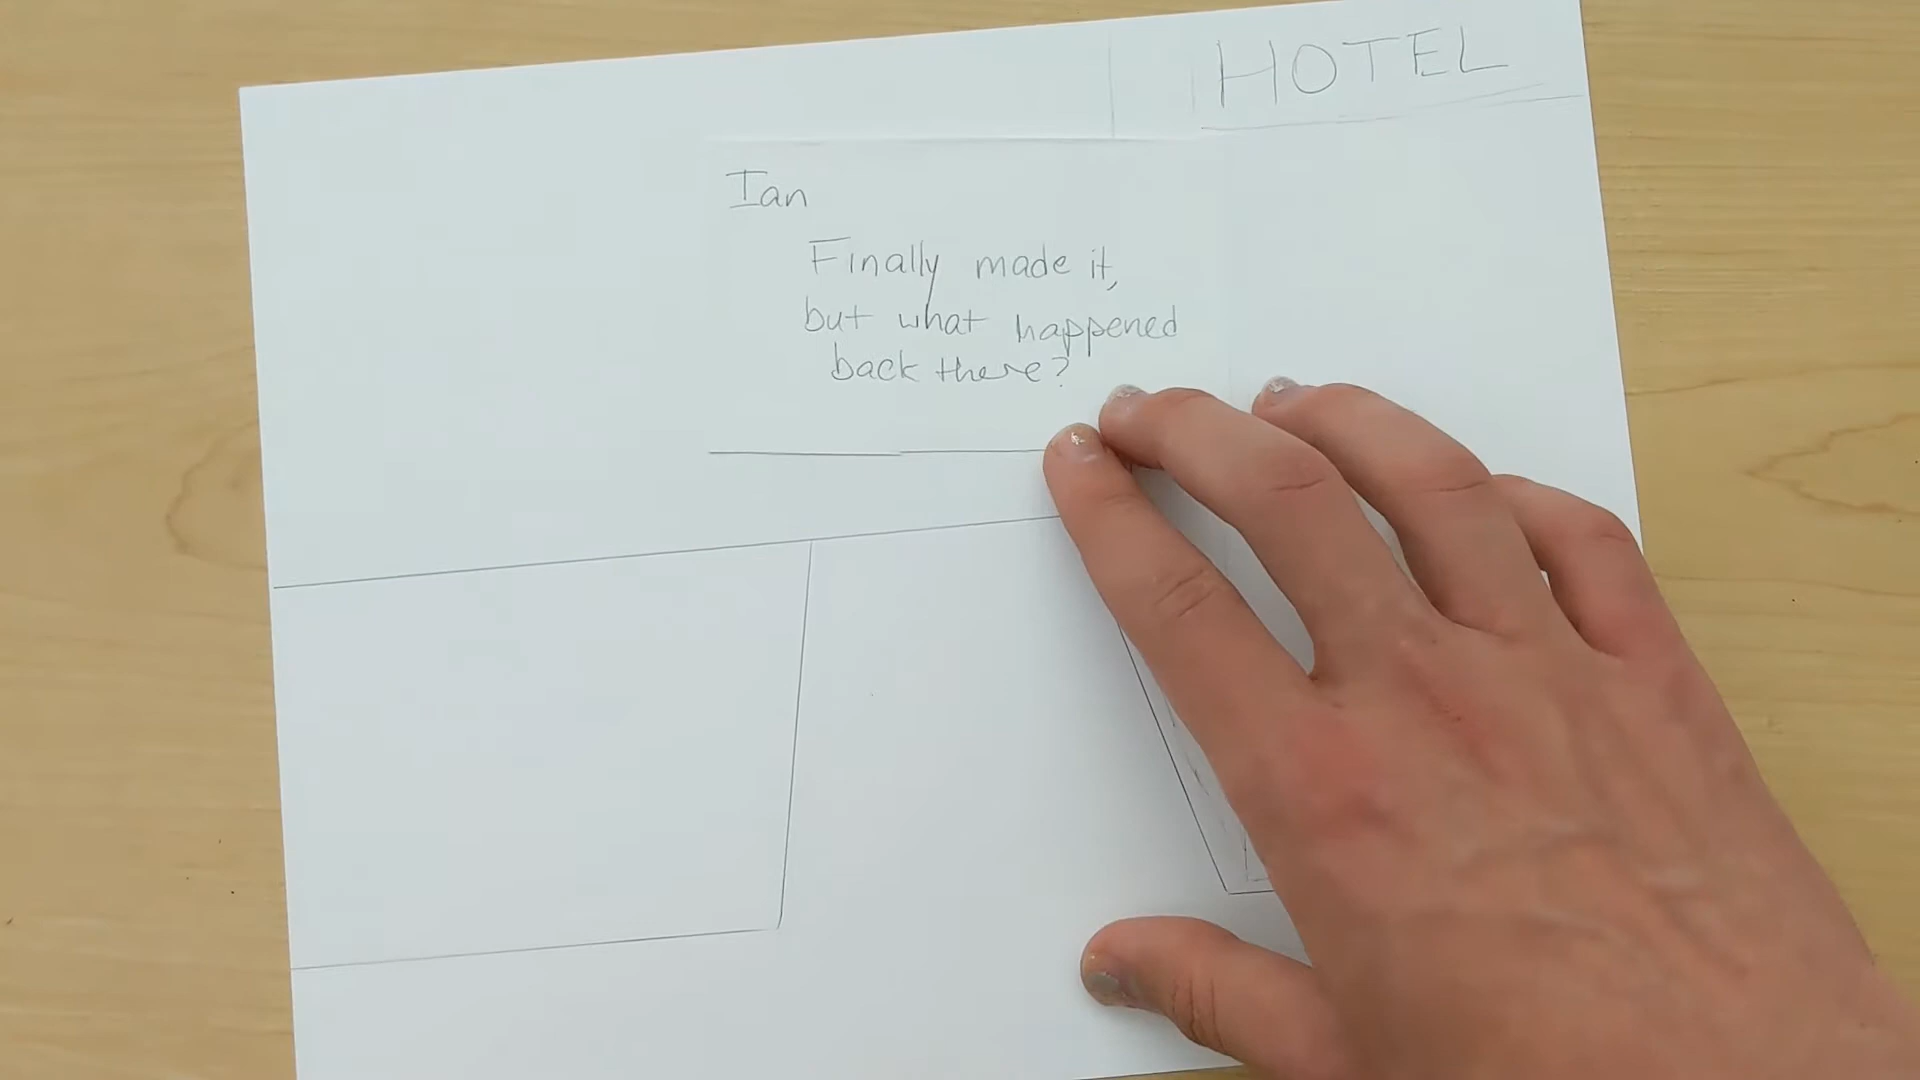 HOTEL
Ian
Finally made it,
but what happened
back there?